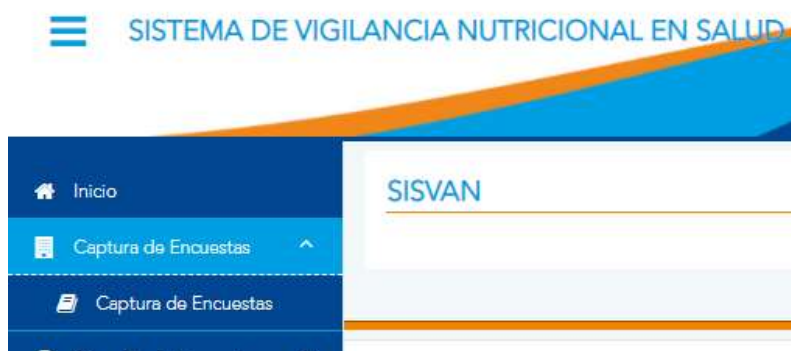 SISTEMA DE VIGILANCIA NUTRICIONAL EN SALUD
Inicio
SISVAN
Captura de Encuestas
Captura de Encuestas